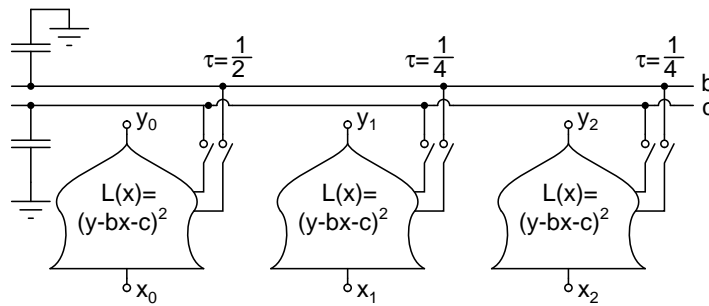 τ=1/2
τ=1/4
τ=1/4
b
c
y₀
y₁
y₂
L(x)=
(y-bx-c)²
L(x)=
(y-bx-c)²
L(x)=
(y-bx-c)²
x₀
x₁
x₂